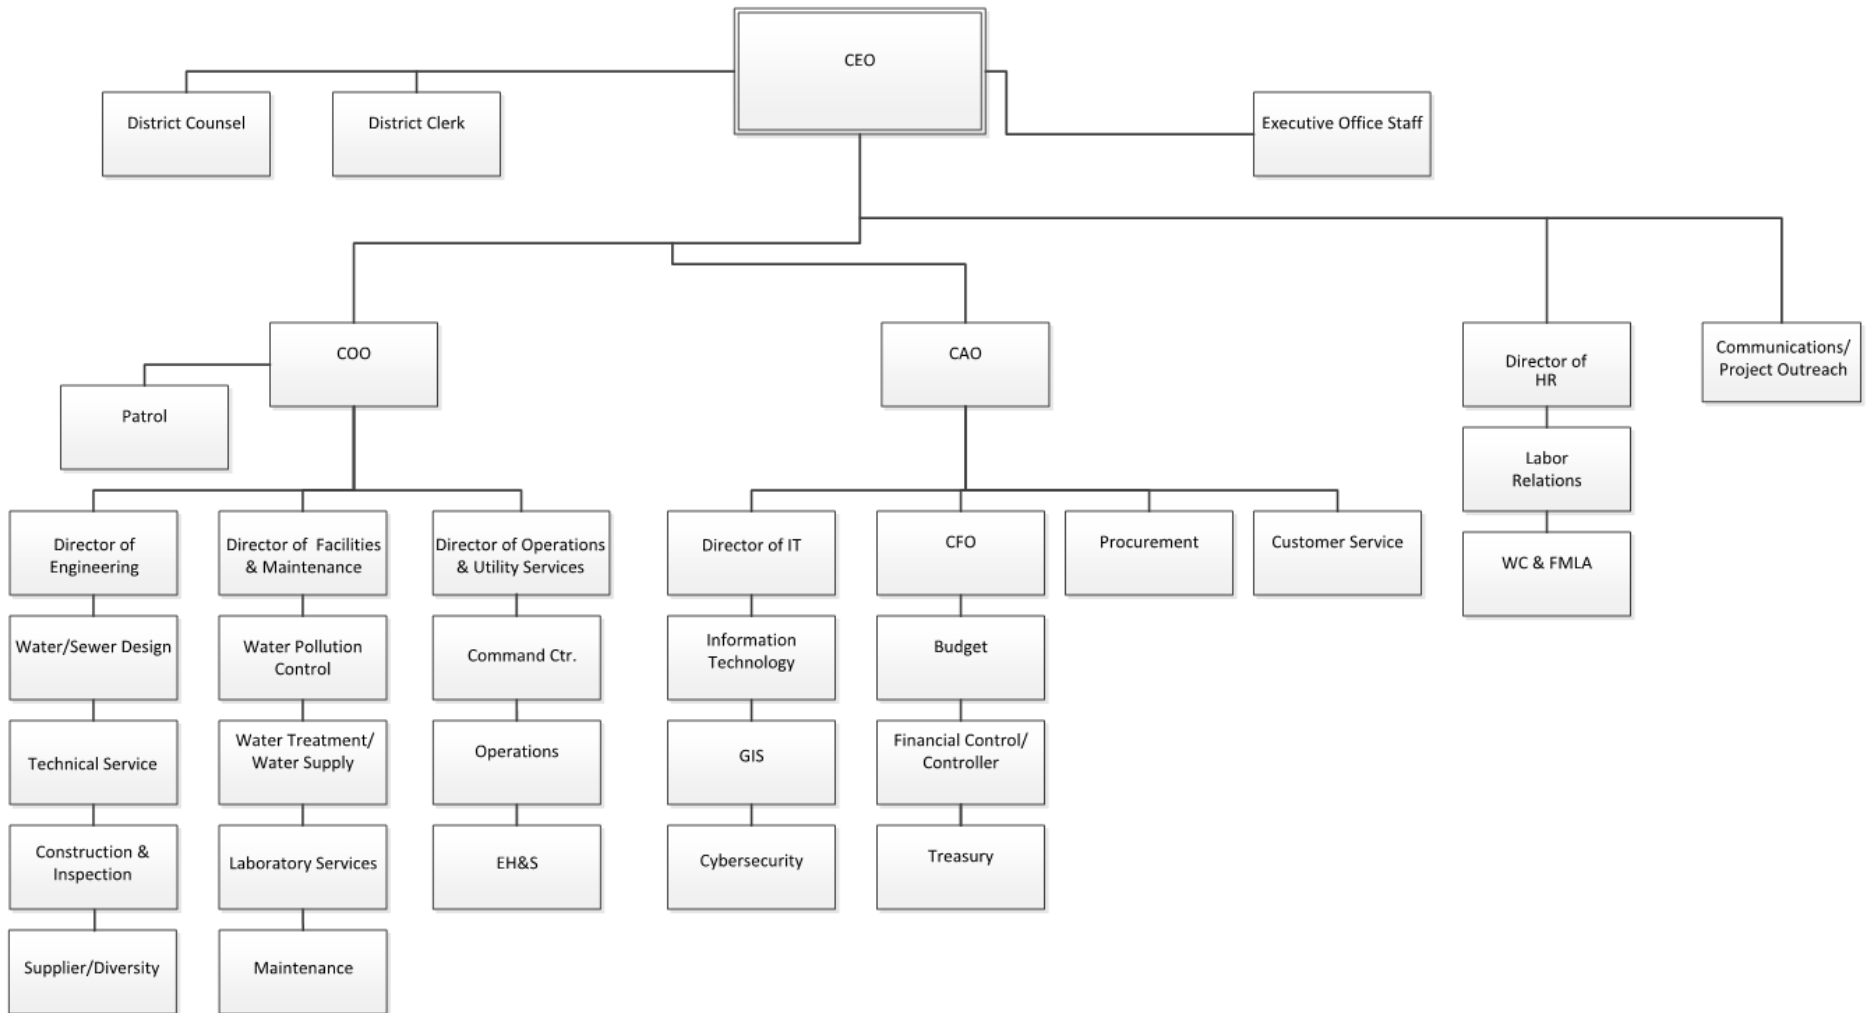 CEO
District Counsel
District Clerk
Executive Office Staff
COO
CAO
Director of
HR
Communications/
Project Outreach
Patrol
Labor
Relations
Director of
Engineering
Director of  Facilities
& Maintenance
Director of Operations
& Utility Services
Director of IT
CFO
Procurement
Customer Service
WC & FMLA
Water/Sewer Design
Water Pollution
Control
Command Ctr.
Information
Technology
Budget
Technical Service
Water Treatment/
Water Supply
Operations
GIS
Financial Control/
Controller
Construction &
Inspection
Laboratory Services
EH&S
Cybersecurity
Treasury
Supplier/Diversity
Maintenance